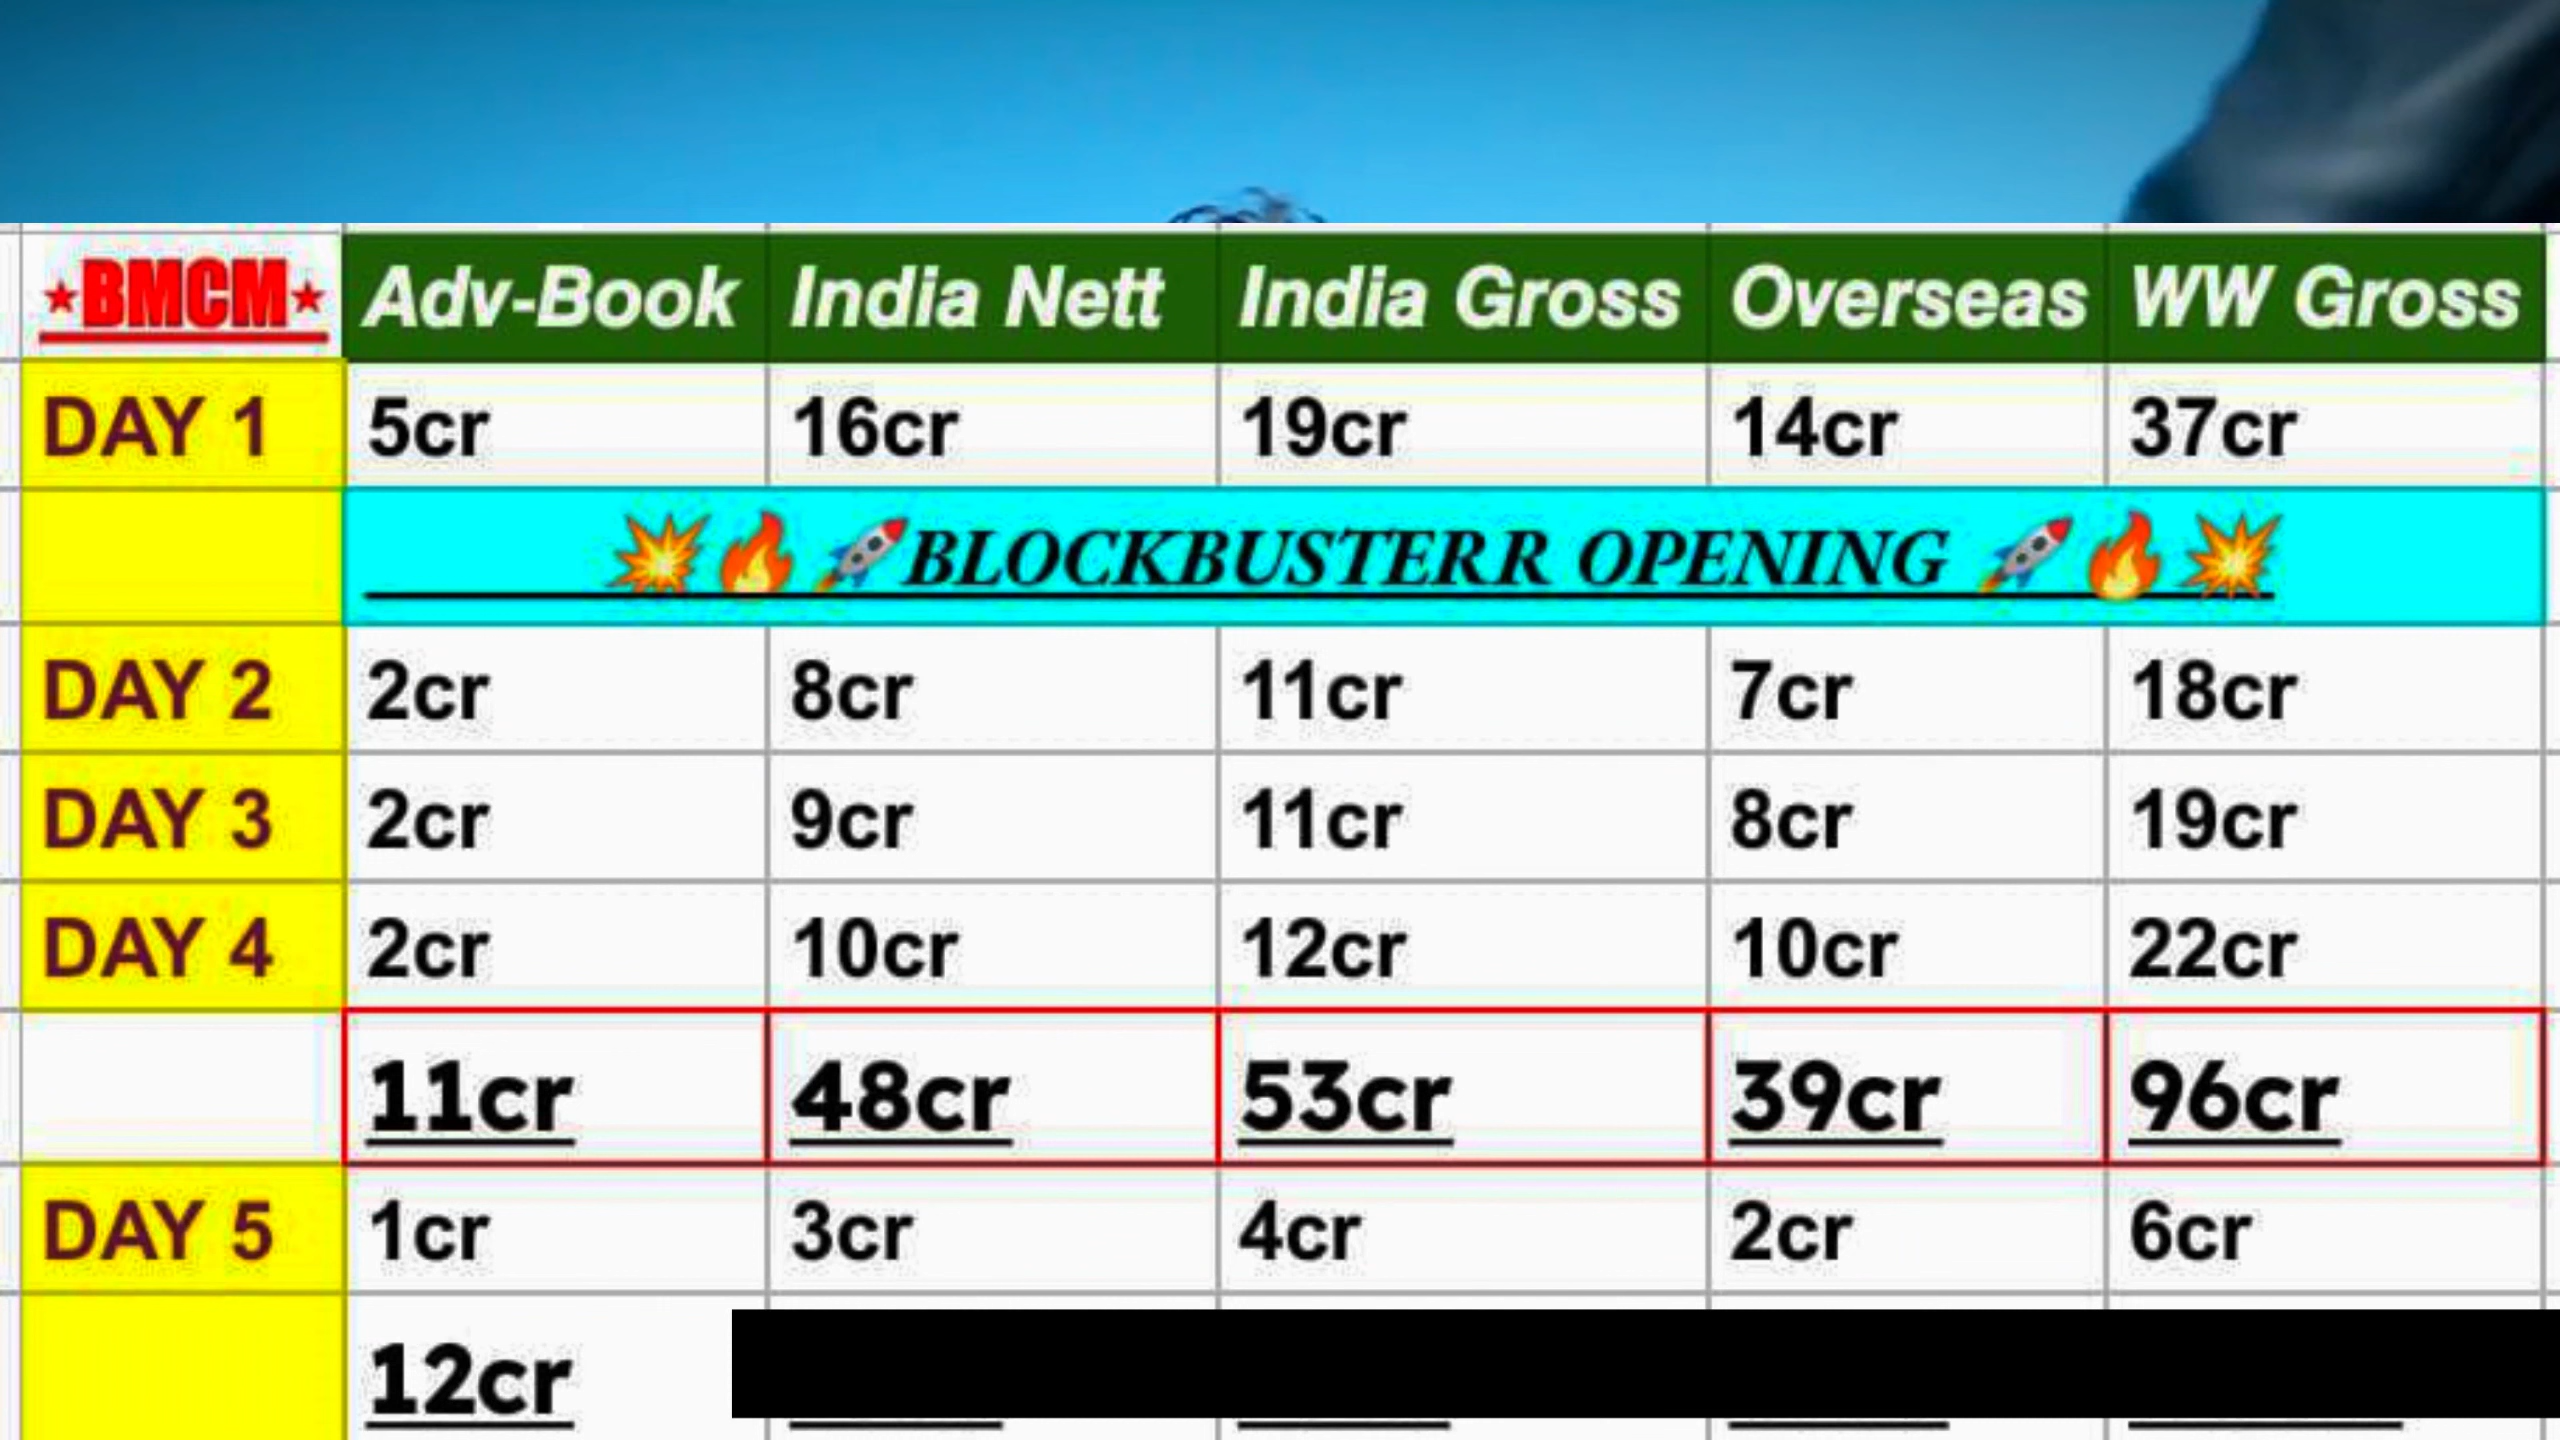 ★BMCM★ Adv-Book India Nett India Gross Overseas WW Gross
DAY 1 5cr 16cr 19cr 14cr 37cr
💥🔥🚀BLOCKBUSTERR OPENING 🚀🔥💥
DAY 2 2cr 8cr 11cr 7cr 18cr
DAY 3 2cr 9cr 11cr 8cr 19cr
DAY 4 2cr 10cr 12cr 10cr 22cr
11cr 48cr 53cr 39cr 96cr
DAY 5 1cr 3cr 4cr 2cr 6cr
12cr